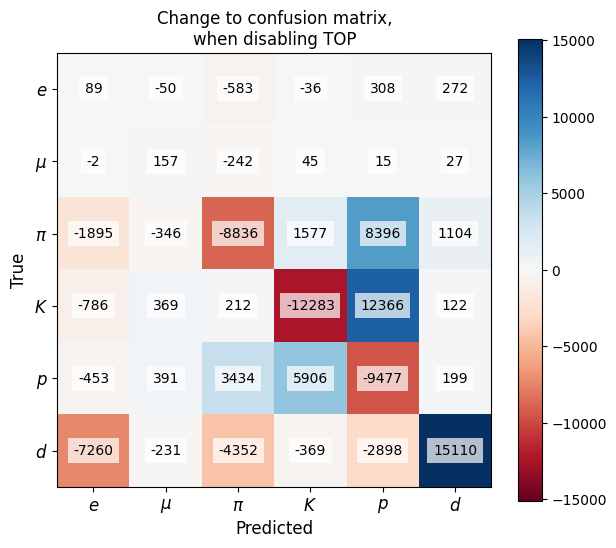 Change to confusion matrix,
when disabling TOP
e 89 -50 -583 -36 308 272
μ -2 157 -242 45 15 27
π -1895 -346 -8836 1577 8396 1104
K -786 369 212 -12283 12366 122
p -453 391 3434 5906 -9477 199
d -7260 -231 -4352 -369 -2898 15110
e μ π K p d
Predicted
True
15000
10000
5000
0
−5000
−10000
−15000